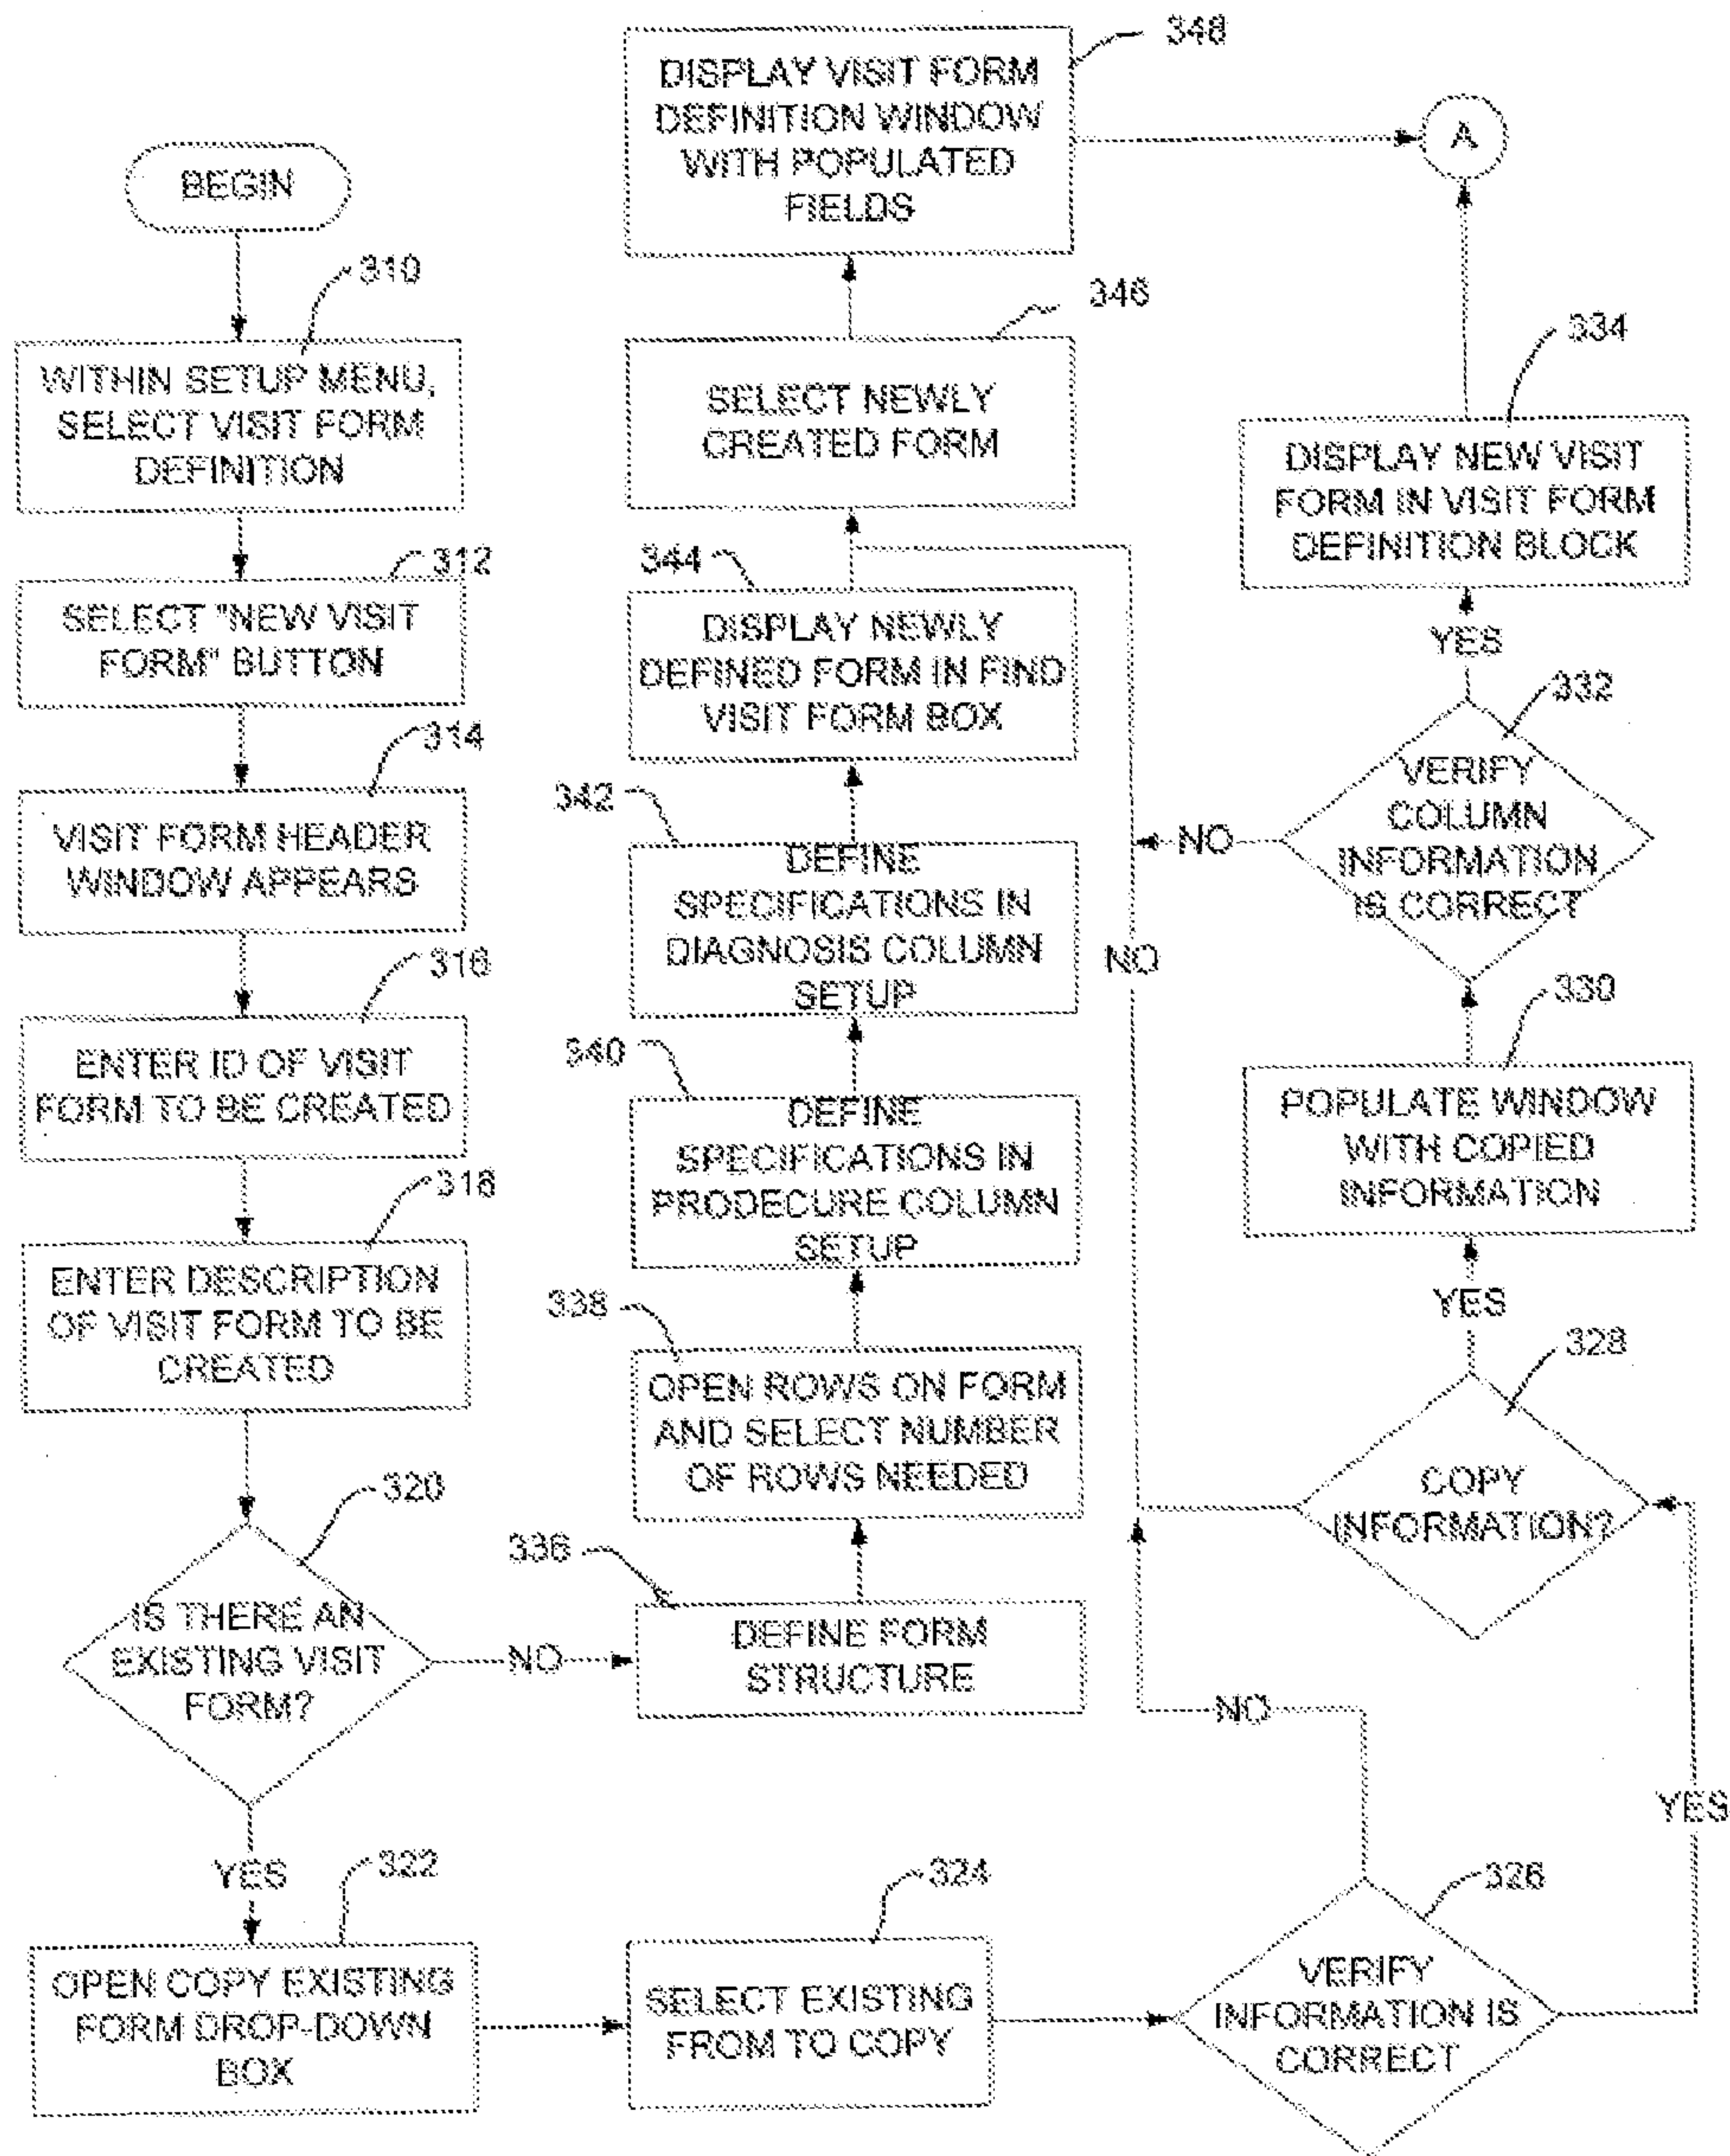 BEGIN
310
WITHIN SETUP MENU,
SELECT VISIT FORM
DEFINITION
312
SELECT "NEW VISIT
FORM" BUTTON
314
VISIT FORM HEADER
WINDOW APPEARS
316
ENTER ID OF VISIT
FORM TO BE CREATED
318
ENTER DESCRIPTION
OF VISIT FORM TO BE
CREATED
320
IS THERE AN
EXISTING VISIT
FORM?
NO
YES
322
OPEN COPY EXISTING
FORM DROP-DOWN
BOX
324
SELECT EXISTING
FROM TO COPY
326
VERIFY
INFORMATION IS
CORRECT
NO
YES
328
COPY
INFORMATION?
NO
YES
330
POPULATE WINDOW
WITH COPIED
INFORMATION
332
VERIFY
COLUMN
INFORMATION
IS CORRECT
NO
YES
334
DISPLAY NEW VISIT
FORM IN VISIT FORM
DEFINITION BLOCK
336
DEFINE FORM
STRUCTURE
338
OPEN ROWS ON FORM
AND SELECT NUMBER
OF ROWS NEEDED
340
DEFINE
SPECIFICATIONS IN
PRODECURE COLUMN
SETUP
342
DEFINE
SPECIFICATIONS IN
DIAGNOSIS COLUMN
SETUP
344
DISPLAY NEWLY
DEFINED FORM IN FIND
VISIT FORM BOX
346
SELECT NEWLY
CREATED FORM
348
DISPLAY VISIT FORM
DEFINITION WINDOW
WITH POPULATED
FIELDS
A